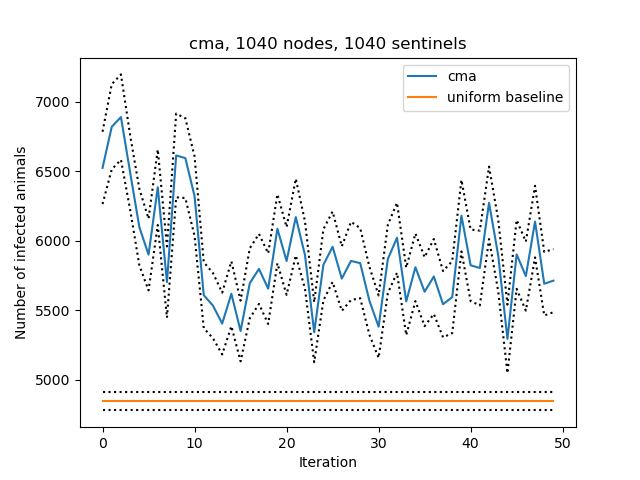 cma, 1040 nodes, 1040 sentinels
cma
uniform baseline
Number of infected animals
7000
6500
6000
5500
5000
0 10 20 30 40 50
Iteration